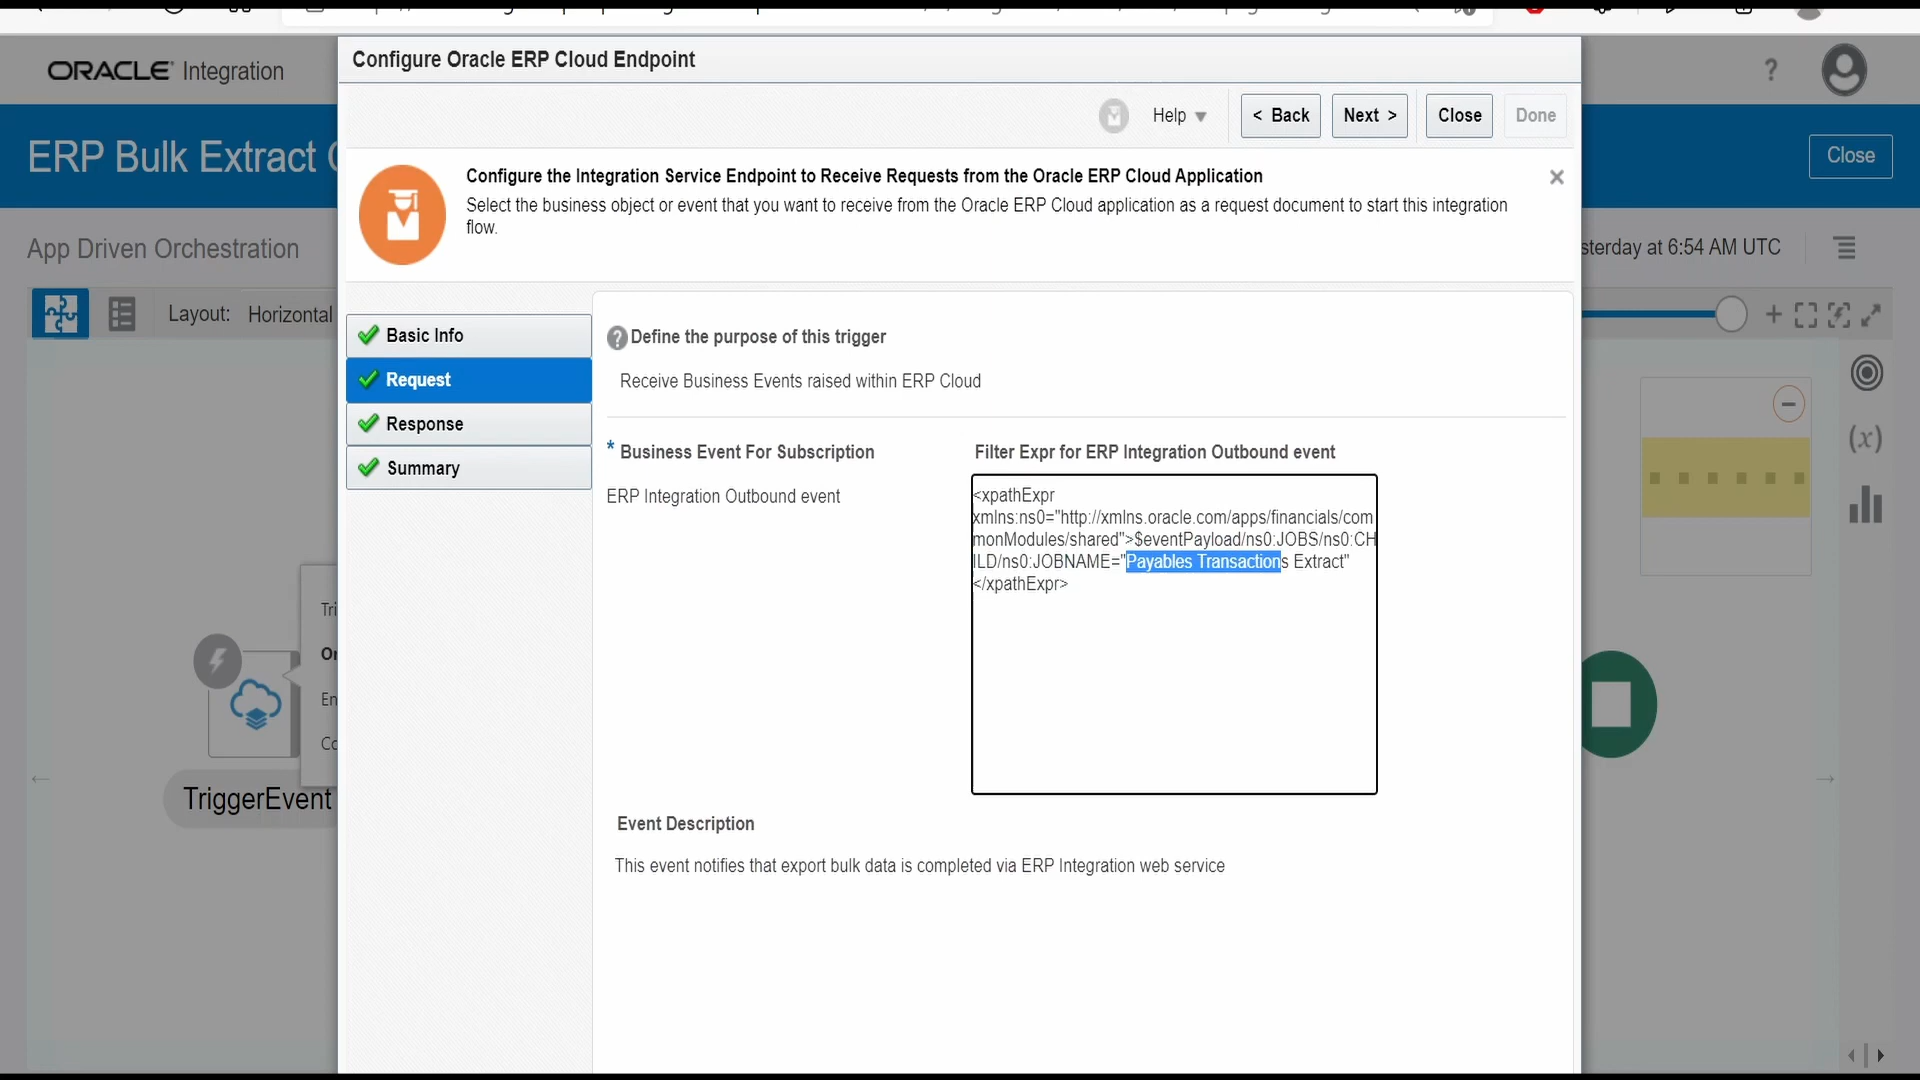 Configure Oracle ERP Cloud Endpoint
ORACLE Integration
?
Help
< Back
Next >
Close
Done
ERP Bulk Extract
Close
Configure the Integration Service Endpoint to Receive Requests from the Oracle ERP Cloud Application
Select the business object or event that you want to receive from the Oracle ERP Cloud application as a request document to start this integration
flow.
App Driven Orchestration
sterday at 6:54 AM UTC
Layout: Horizontal
Basic Info
Request
Response
Summary
? Define the purpose of this trigger
Receive Business Events raised within ERP Cloud
* Business Event For Subscription
Filter Expr for ERP Integration Outbound event
ERP Integration Outbound event
<xpathExpr
xmlns:ns0="http://xmlns.oracle.com/apps/financials/com
monModules/shared">$eventPayload/ns0:JOBS/ns0:CH
ILD/ns0:JOBNAME="Payables Transactions Extract"
</xpathExpr>
(x)
Tri
Or
En
Co
TriggerEvent
Event Description
This event notifies that export bulk data is completed via ERP Integration web service